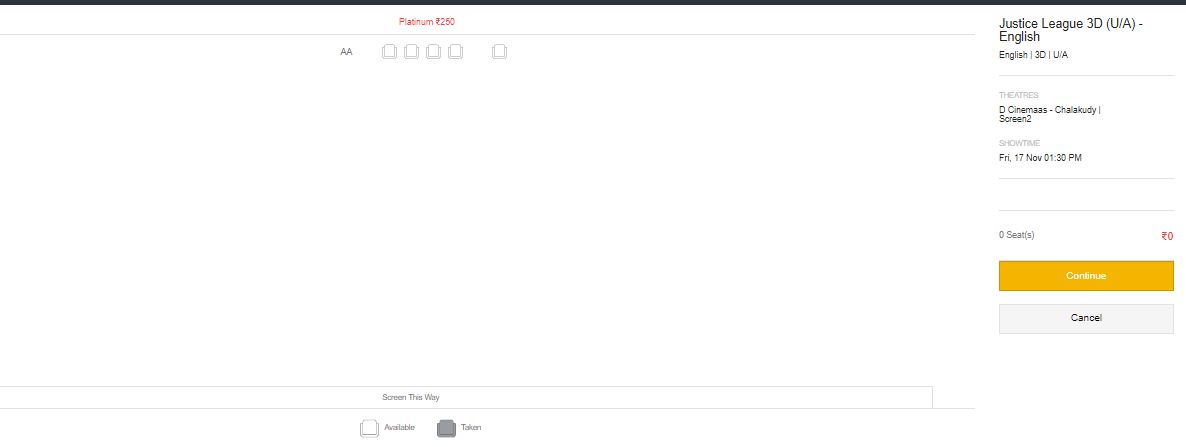 Platinum ₹250
AA
Screen This Way
Available
Taken
Justice League 3D (U/A) -
English
English | 3D | U/A
THEATRES
D Cinemaas - Chalakudy |
Screen2
SHOWTIME
Fri, 17 Nov 01:30 PM
0 Seat(s) ₹0
Continue
Cancel